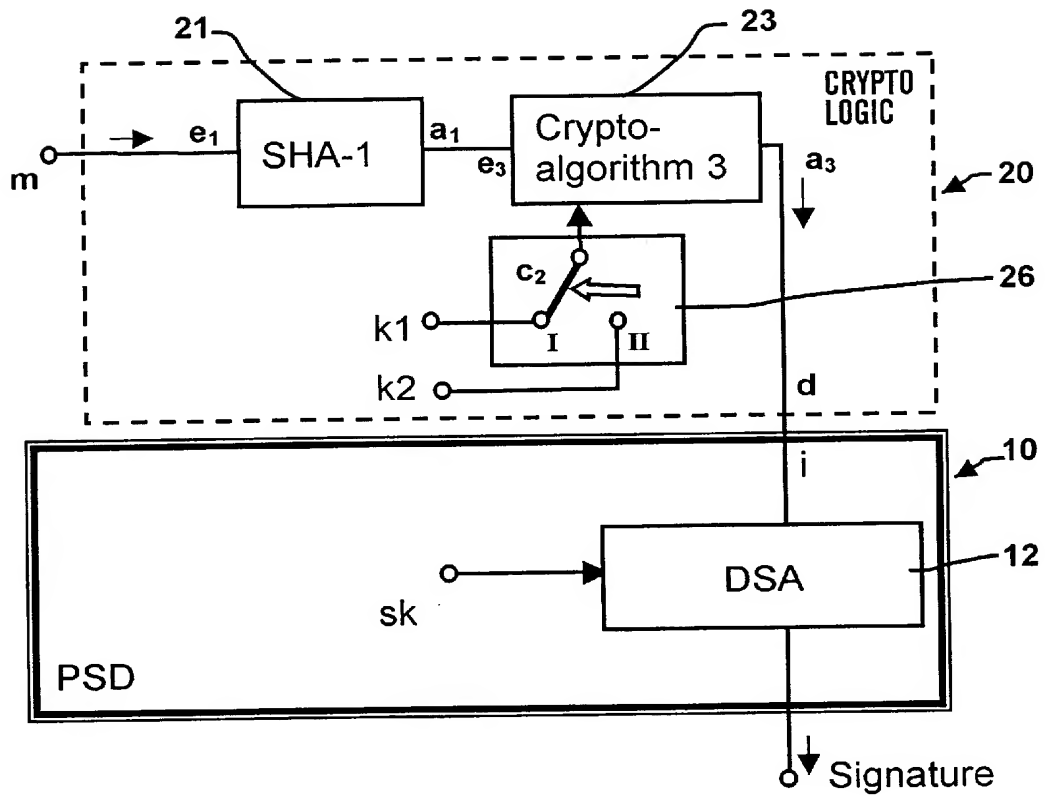 21
23
CRYPTO
LOGIC
m
e1
SHA-1
a1
e3
Crypto-
algorithm 3
a3
20
c2
26
k1
I
II
k2
d
10
i
12
DSA
sk
PSD
Signature